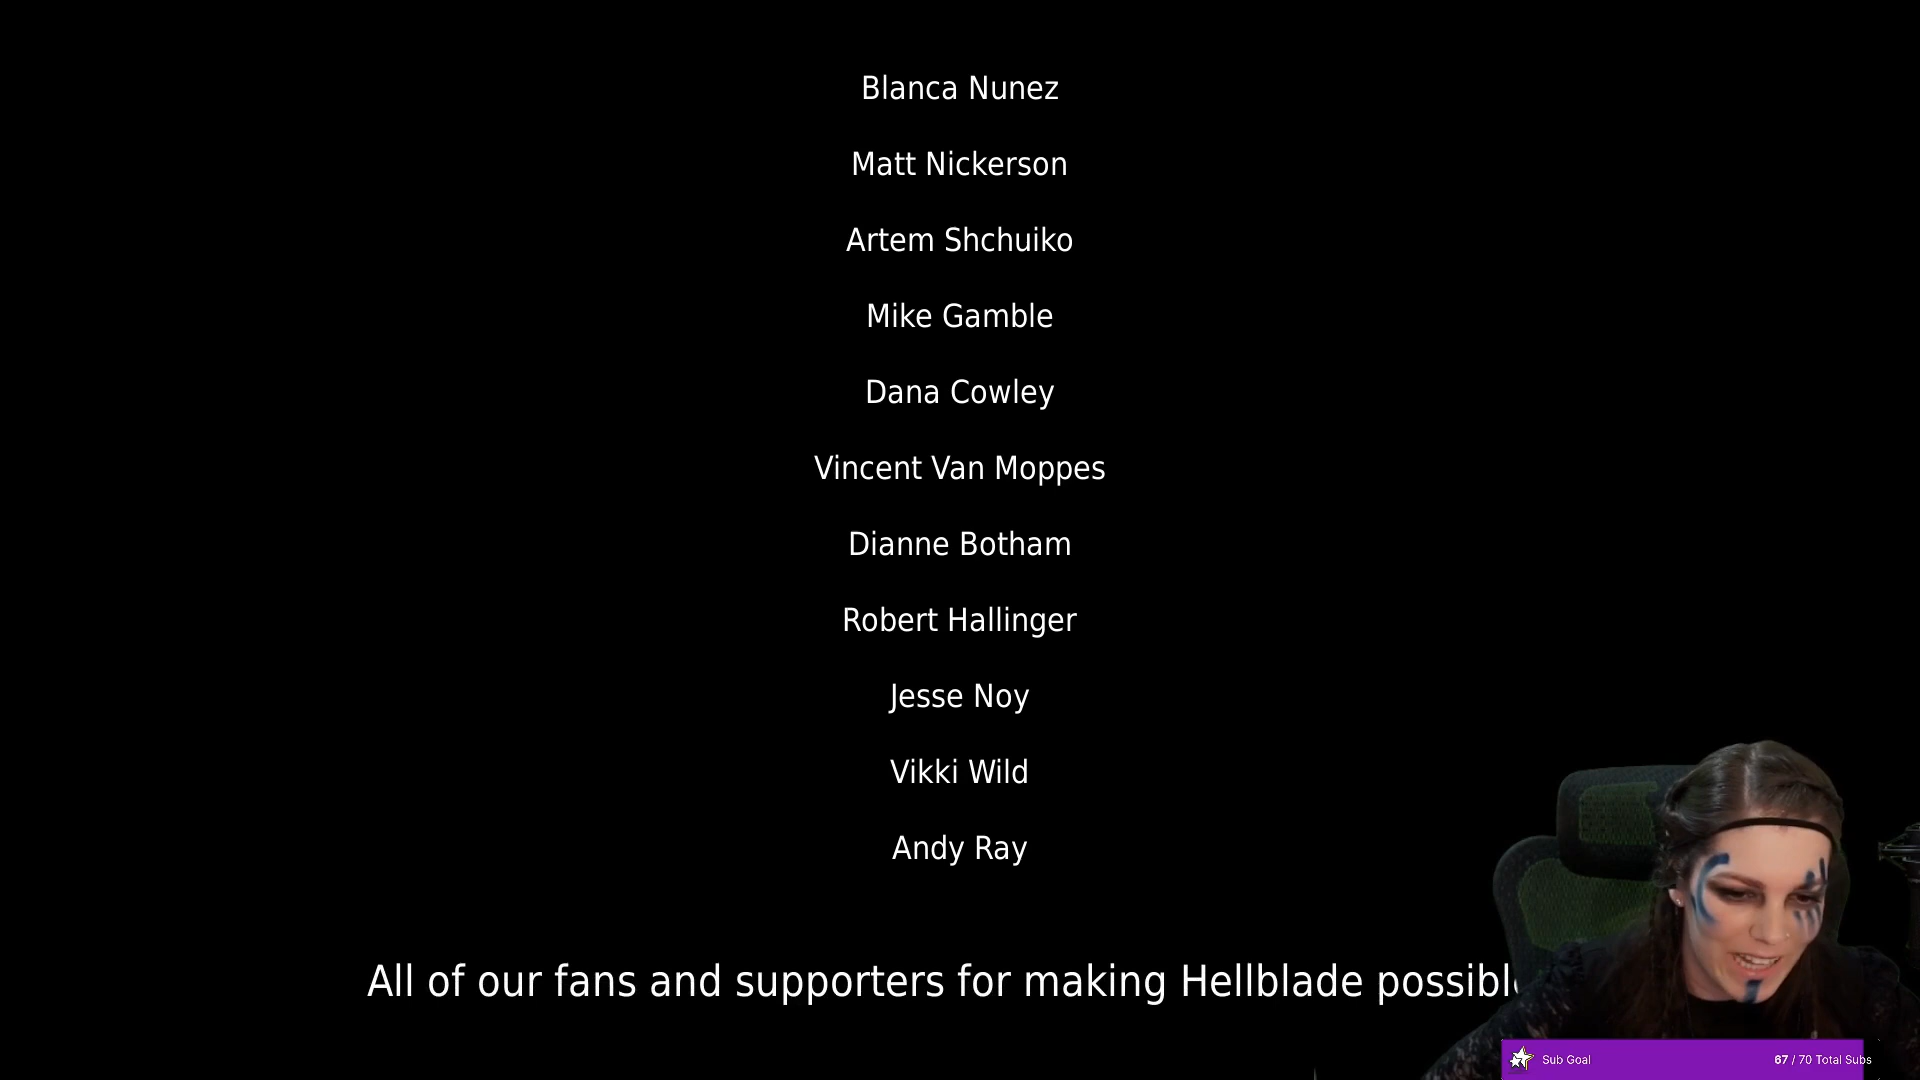 Blanca Nunez
Matt Nickerson
Artem Shchuiko
Mike Gamble
Dana Cowley
Vincent Van Moppes
Dianne Botham
Robert Hallinger
Jesse Noy
Vikki Wild
Andy Ray
All of our fans and supporters for making Hellblade possible
Sub Goal 67 / 70 Total Subs